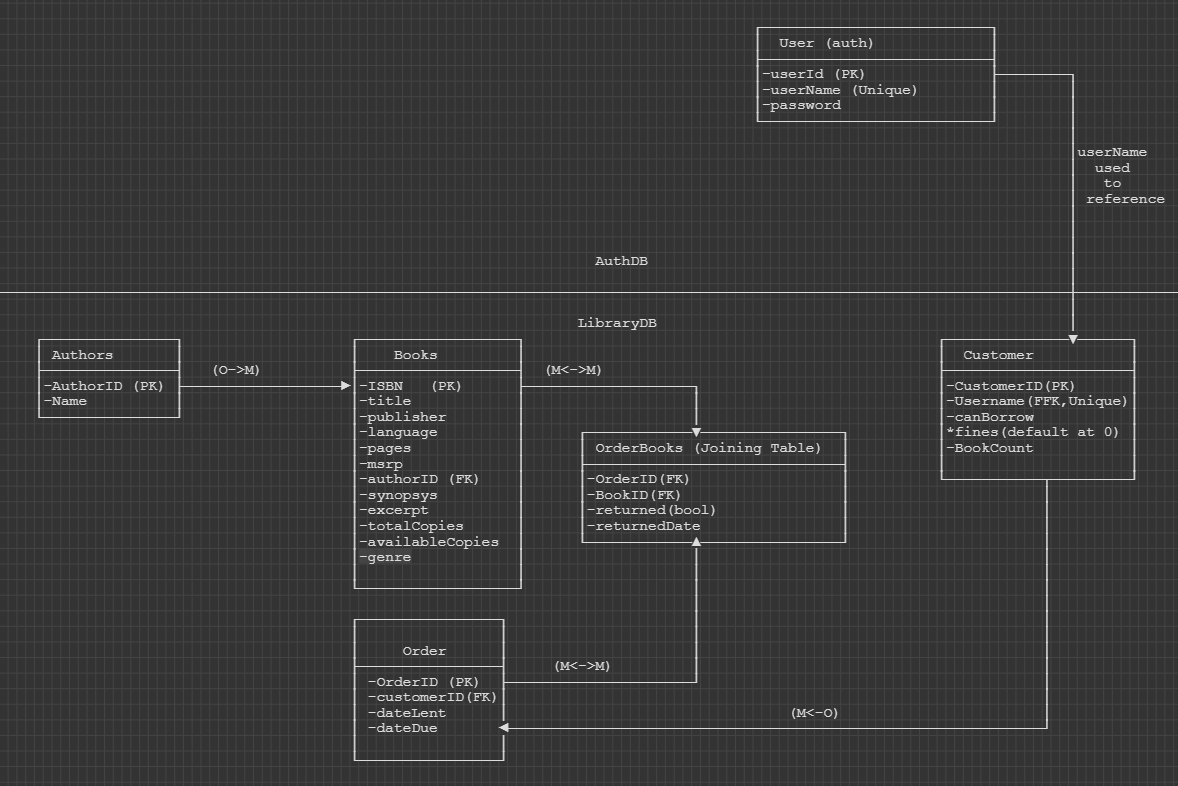 User (auth)
-userId (PK)
-userName (Unique)
-password
userName
used
to
reference
AuthDB
LibraryDB
Authors
-AuthorID (PK)
-Name
(O->M)
Books
-ISBN (PK)
-title
-publisher
-language
-pages
-msrp
-authorID (FK)
-synopsys
-excerpt
-totalCopies
-availableCopies
-genre
(M<->M)
OrderBooks (Joining Table)
-OrderID(FK)
-BookID(FK)
-returned(bool)
-returnedDate
Customer
-CustomerID(PK)
-Username(FFK,Unique)
-canBorrow
*fines(default at 0)
-BookCount
Order
-OrderID (PK)
-customerID(FK)
-dateLent
-dateDue
(M<->M)
(M<-O)